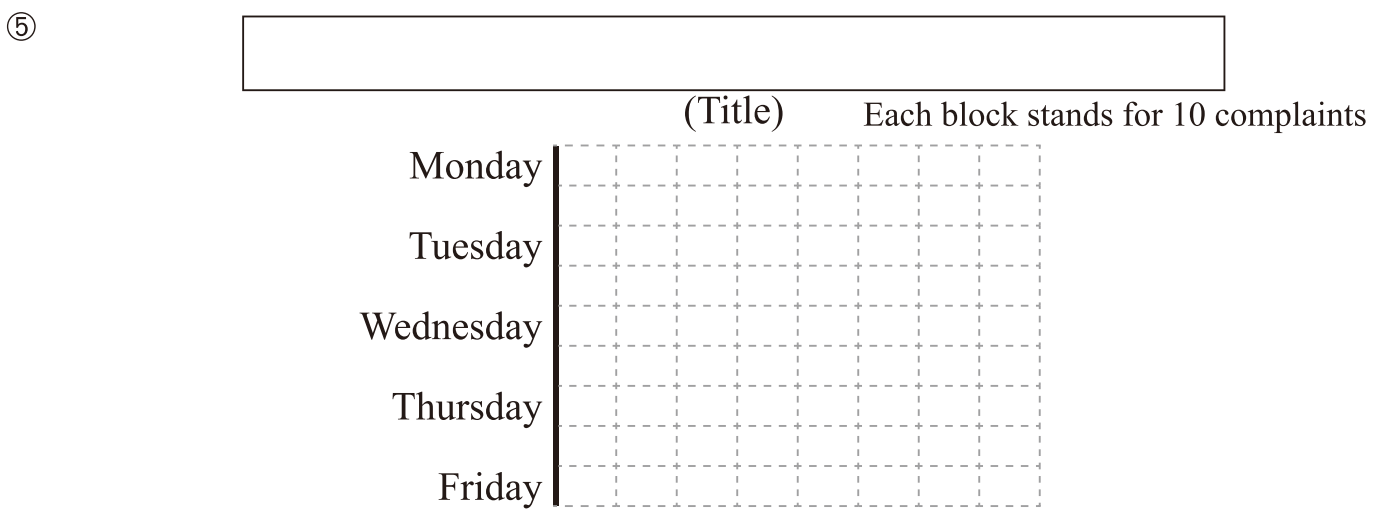 ⑤
(Title)
Each block stands for 10 complaints
Monday
Tuesday
Wednesday
Thursday
Friday